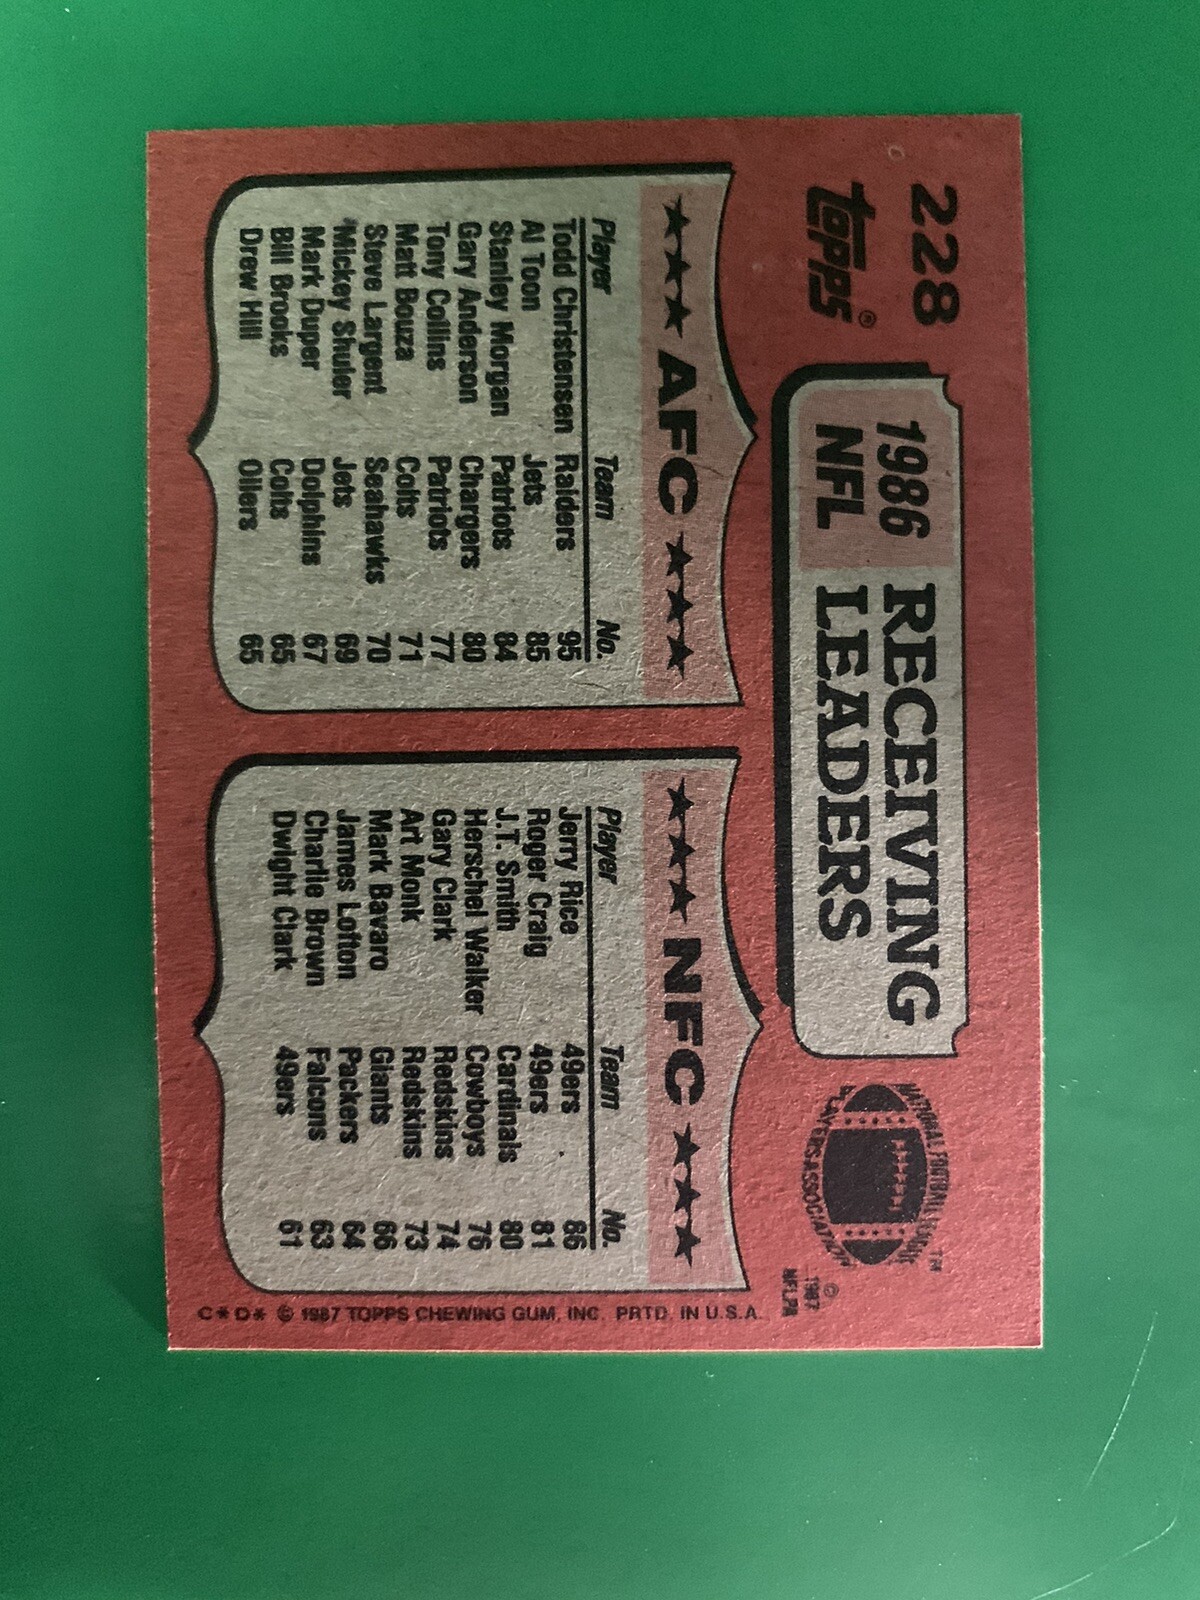 228
topps®
1986 RECEIVING
NFL LEADERS
NATIONAL FOOTBALL LEAGUE
PLAYERS ASSOCIATION
TM
© 1987 NFLPA
★★★ AFC ★★★
Player Team No.
Todd Christensen Raiders 95
Al Toon Jets 85
Stanley Morgan Patriots 84
Gary Anderson Chargers 80
Tony Collins Patriots 77
Matt Bouza Colts 71
Steve Largent Seahawks 70
Mickey Shuler Jets 69
Mark Duper Dolphins 67
Bill Brooks Colts 65
Drew Hill Oilers 65
★★★ NFC ★★★
Player Team No.
Jerry Rice 49ers 86
Roger Craig 49ers 81
J.T. Smith Cardinals 80
Herschel Walker Cowboys 76
Gary Clark Redskins 74
Art Monk Redskins 73
Mark Bavaro Giants 66
James Lofton Packers 64
Charlie Brown Falcons 63
Dwight Clark 49ers 61
C*D* © 1987 TOPPS CHEWING GUM, INC. PRTD. IN U.S.A.